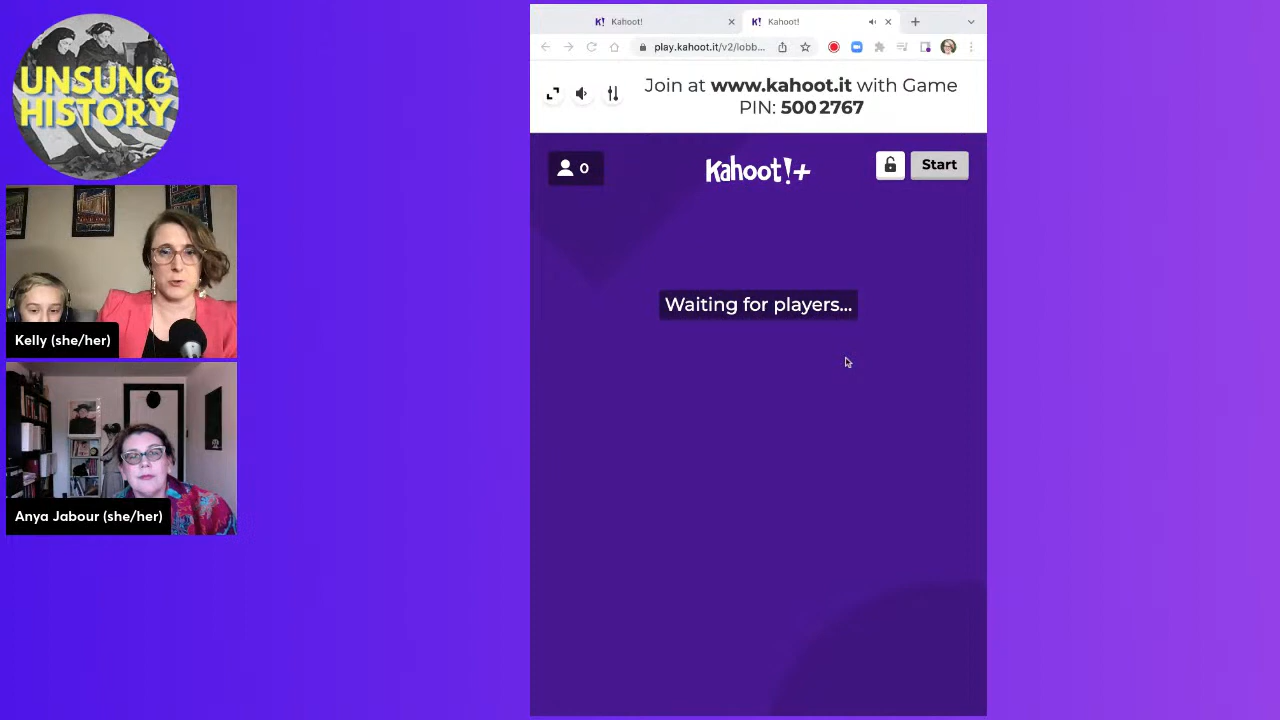 UNSUNG
HISTORY
Kelly (she/her)
Anya Jabour (she/her)
K! Kahoot!
K! Kahoot!
play.kahoot.it/v2/lobb...
Join at www.kahoot.it with Game
PIN: 500 2767
0
Kahoot!+
Start
Waiting for players...